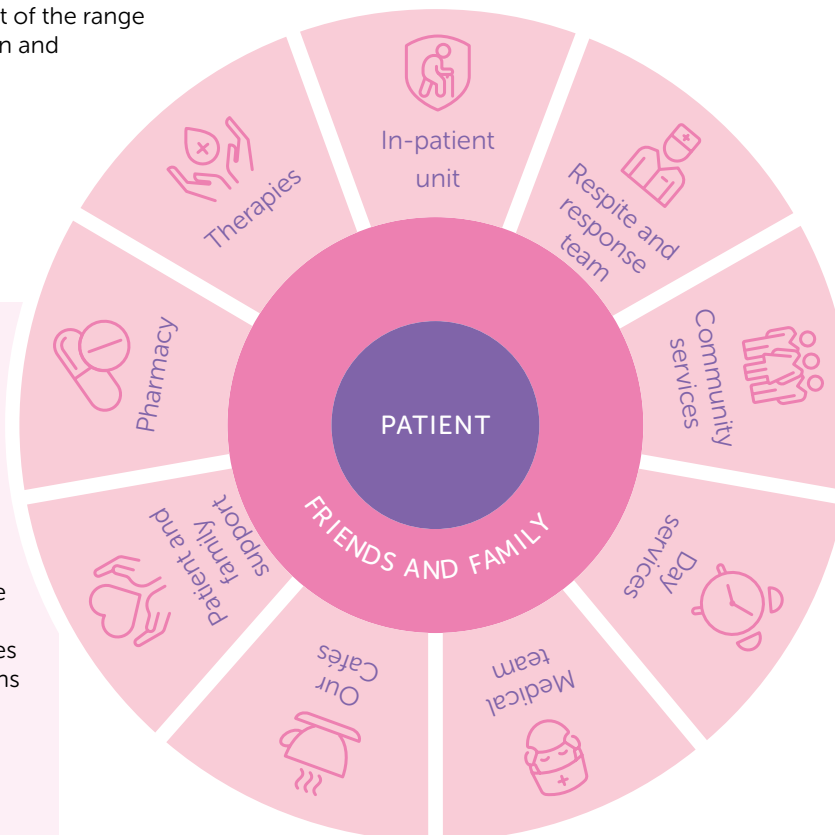 t of the range
n and
In-patient
unit
Respite and
response
team
Community
services
Day
services
Medical
team
Our
Cafés
Patient and
family
support
Pharmacy
Therapies
PATIENT
FRIENDS AND FAMILY
e
es
ns